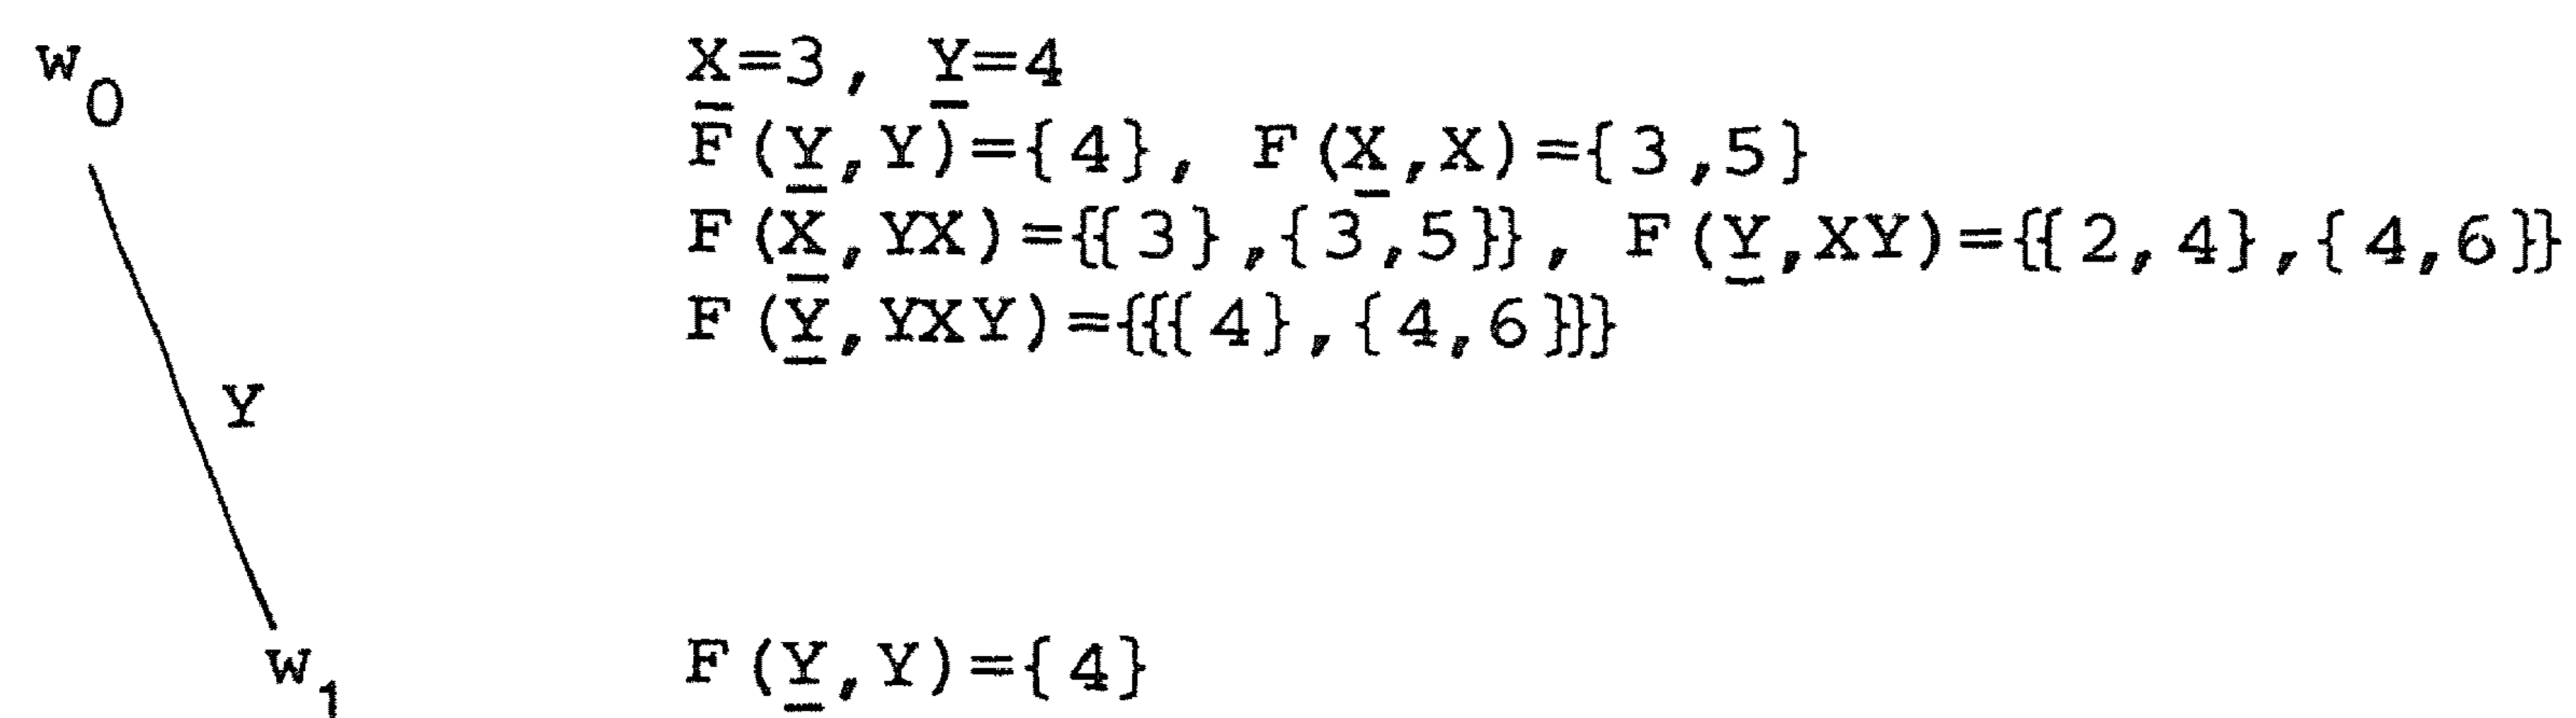 w₀
X̲=3, Y̲=4
F(Y̲,Y)={4}, F(X̲,X)={3,5}
F(X̲,YX)={{3},{3,5}}, F(Y̲,XY)={{2,4},{4,6}}
F(Y̲,YXY)={{{4},{4,6}}}
Y
w₁
F(Y̲,Y)={4}